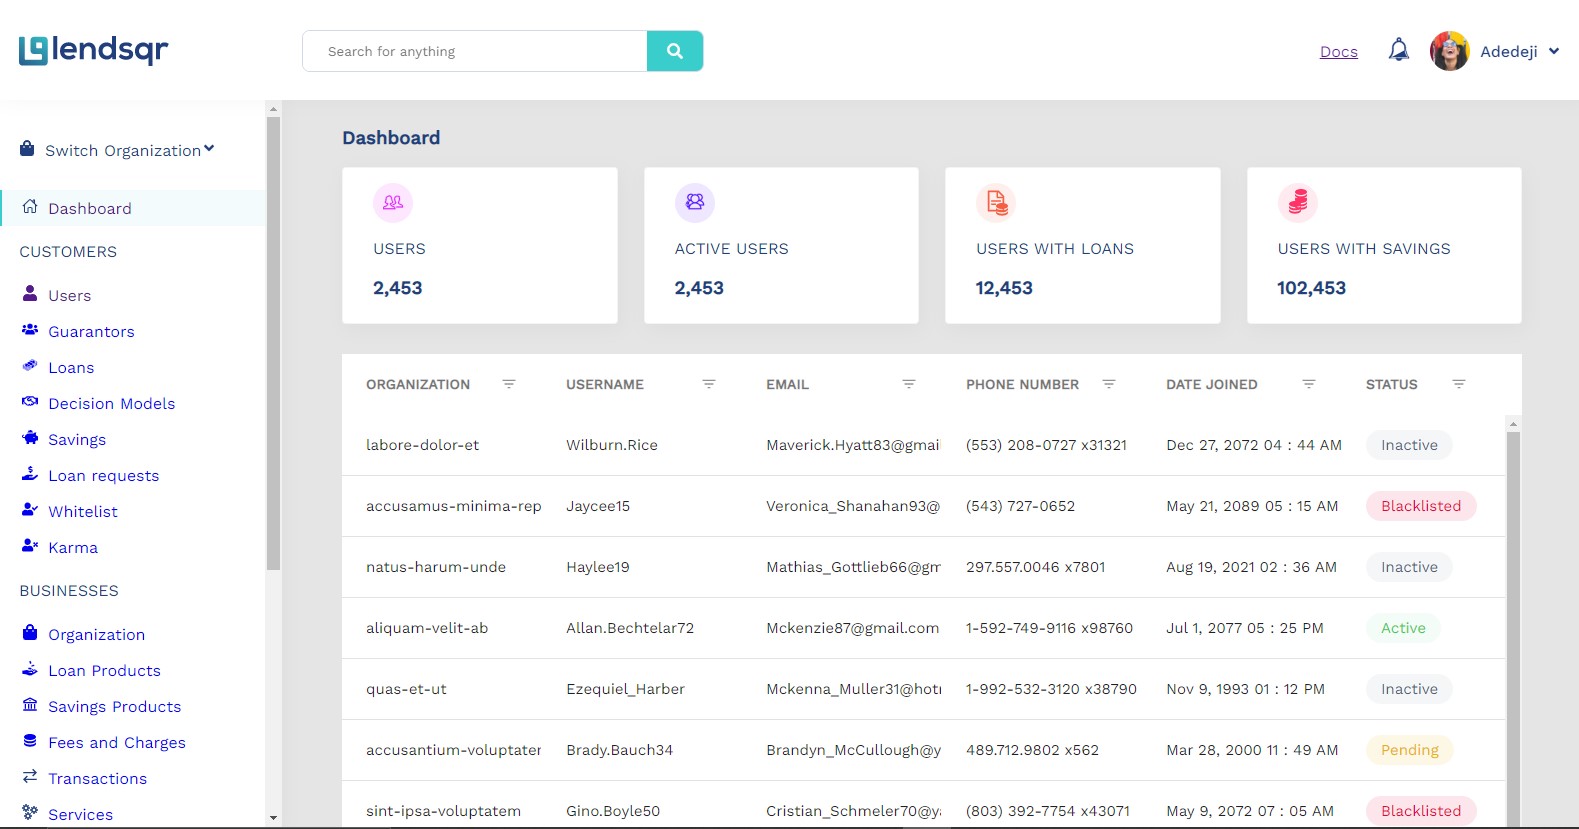 lendsqr
Search for anything
Docs
Adedeji
Switch Organization
Dashboard
CUSTOMERS
Users
Guarantors
Loans
Decision Models
Savings
Loan requests
Whitelist
Karma
BUSINESSES
Organization
Loan Products
Savings Products
Fees and Charges
Transactions
Services
Dashboard
USERS
2,453
ACTIVE USERS
2,453
USERS WITH LOANS
12,453
USERS WITH SAVINGS
102,453
ORGANIZATION USERNAME EMAIL PHONE NUMBER DATE JOINED STATUS
labore-dolor-et Wilburn.Rice Maverick.Hyatt83@gmai (553) 208-0727 x31321 Dec 27, 2072 04 : 44 AM Inactive
accusamus-minima-rep Jaycee15 Veronica_Shanahan93@ (543) 727-0652 May 21, 2089 05 : 15 AM Blacklisted
natus-harum-unde Haylee19 Mathias_Gottlieb66@gm 297.557.0046 x7801 Aug 19, 2021 02 : 36 AM Inactive
aliquam-velit-ab Allan.Bechtelar72 Mckenzie87@gmail.com 1-592-749-9116 x98760 Jul 1, 2077 05 : 25 PM Active
quas-et-ut Ezequiel_Harber Mckenna_Muller31@hot 1-992-532-3120 x38790 Nov 9, 1993 01 : 12 PM Inactive
accusantium-voluptater Brady.Bauch34 Brandyn_McCullough@y 489.712.9802 x562 Mar 28, 2000 11 : 49 AM Pending
sint-ipsa-voluptatem Gino.Boyle50 Cristian_Schmeler70@y (803) 392-7754 x43071 May 9, 2072 07 : 05 AM Blacklisted